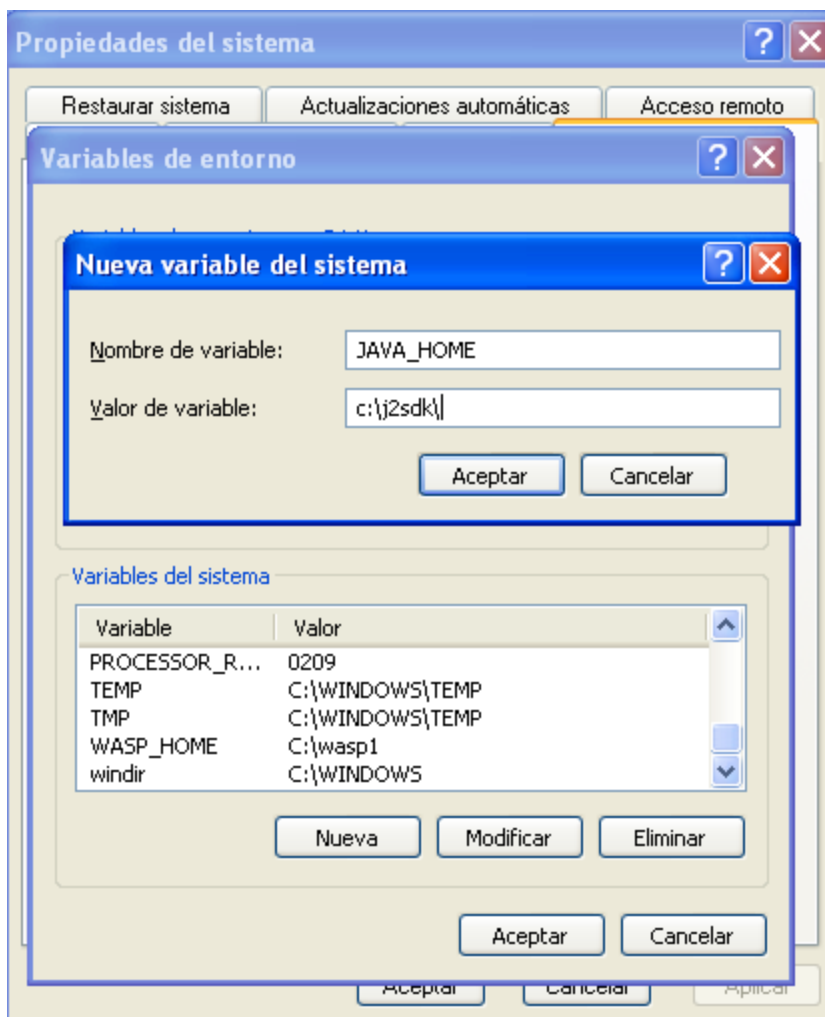 Propiedades del sistema
Restaurar sistema Actualizaciones automáticas Acceso remoto
Variables de entorno
Nueva variable del sistema
Nombre de variable: JAVA_HOME
Valor de variable: c:\j2sdk\
Aceptar Cancelar
Variables del sistema
Variable Valor
PROCESSOR_R... 0209
TEMP C:\WINDOWS\TEMP
TMP C:\WINDOWS\TEMP
WASP_HOME C:\wasp1
windir C:\WINDOWS
Nueva Modificar Eliminar
Aceptar Cancelar
Aceptar Cancelar Aplicar